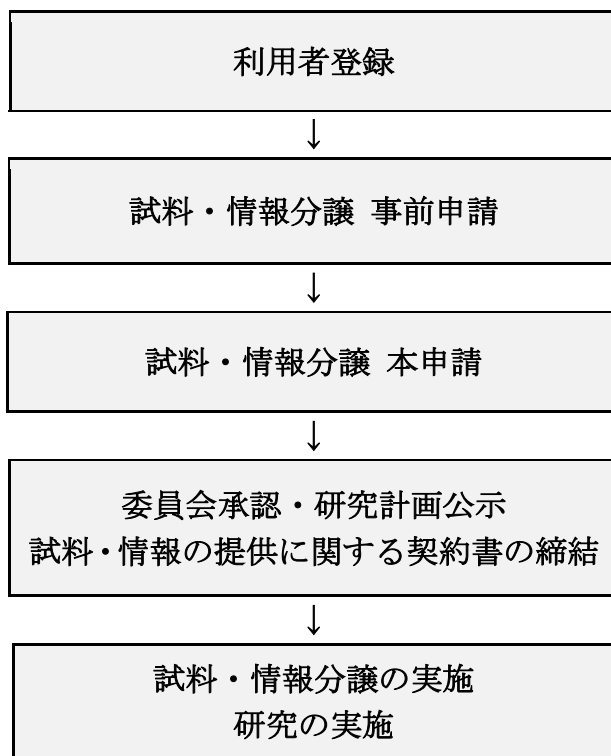 利用者登録
↓
試料・情報分譲 事前申請
↓
試料・情報分譲 本申請
↓
委員会承認・研究計画公示
試料・情報の提供に関する契約書の締結
↓
試料・情報分譲の実施
研究の実施